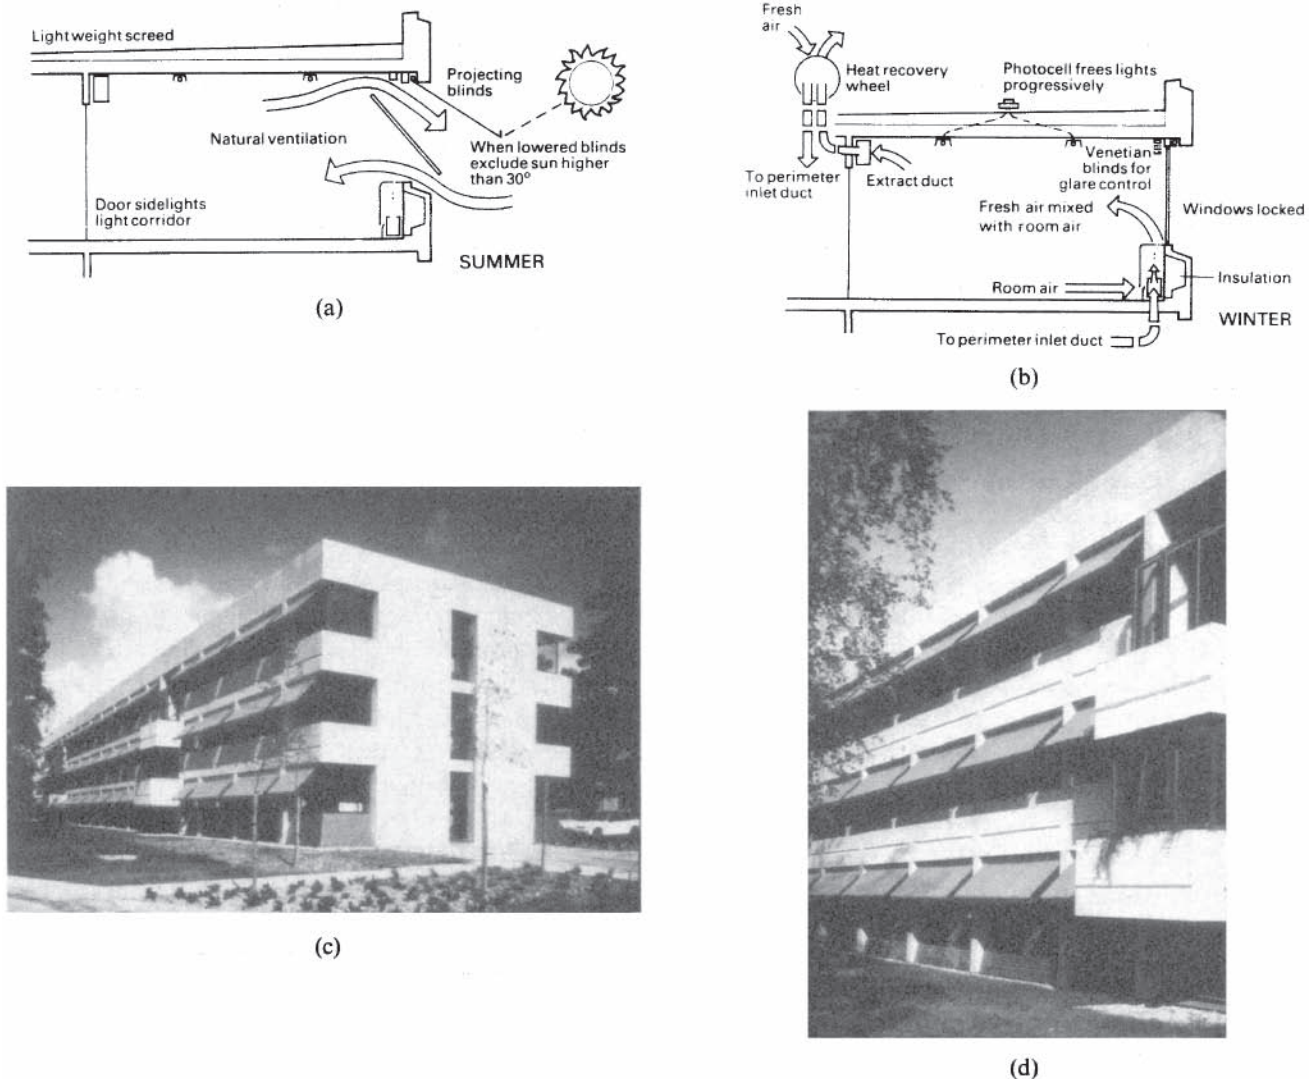 Light weight screed
Projecting
blinds
Natural ventilation
When lowered blinds
exclude sun higher
than 30°
Door sidelights
light corridor
SUMMER
(a)
Fresh
air
Heat recovery
wheel
Photocell frees lights
progressively
To perimeter
inlet duct
Extract duct
Venetian
blinds for
glare control
Fresh air mixed
with room air
Windows locked
Room air
Insulation
WINTER
To perimeter inlet duct
(b)
(c)
(d)